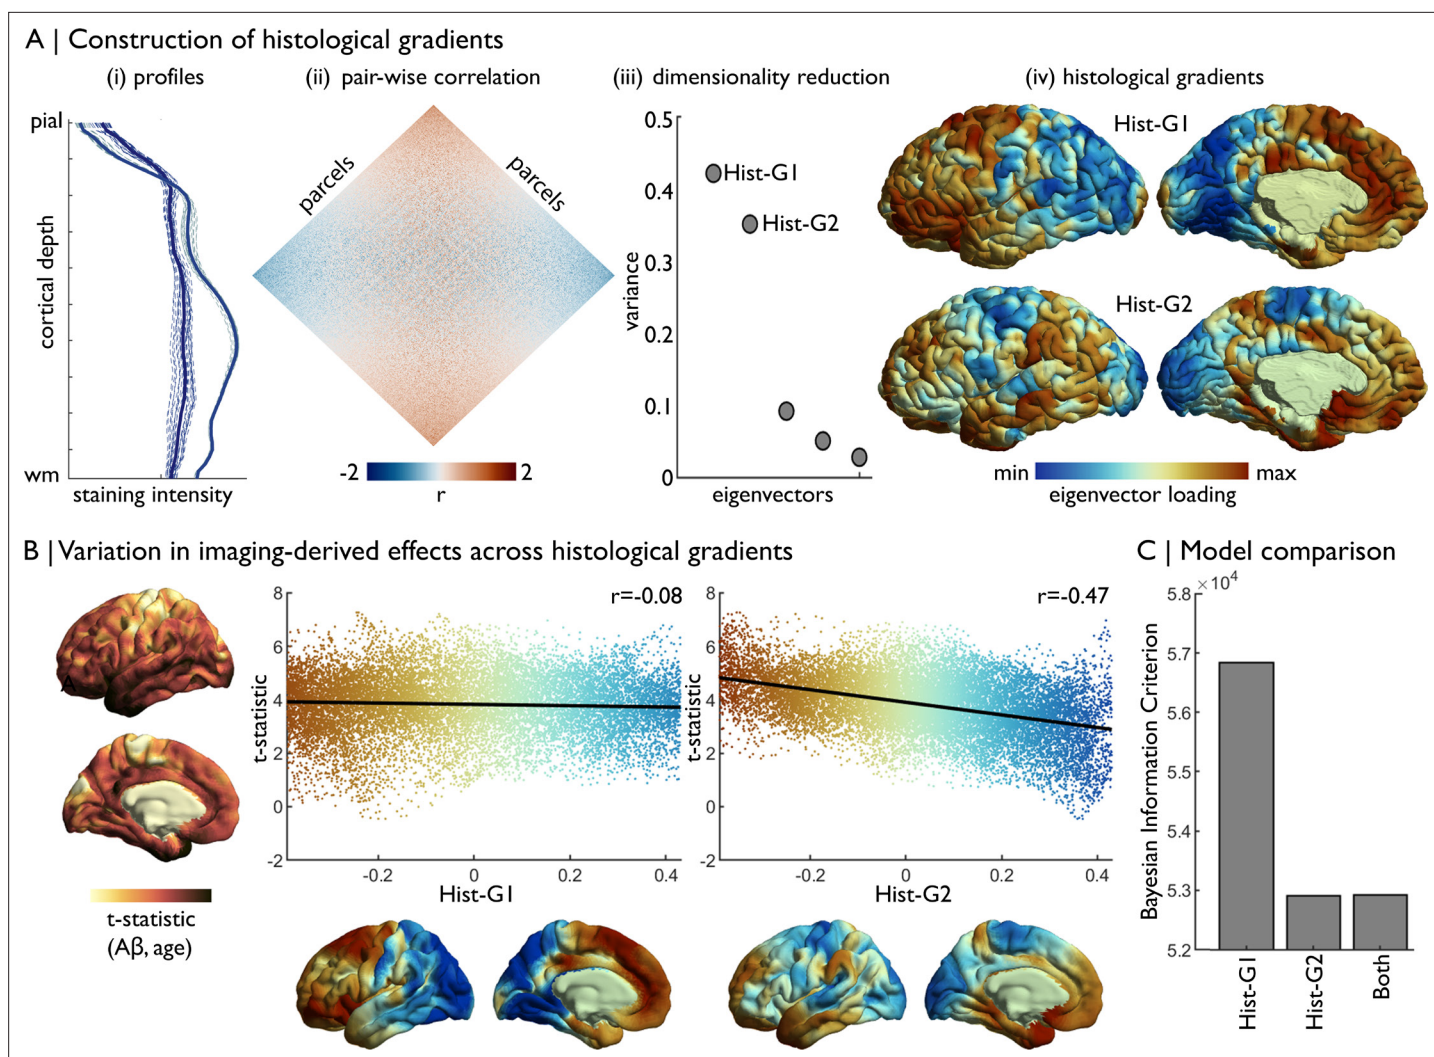 A | Construction of histological gradients
(i) profiles
(ii) pair-wise correlation
(iii) dimensionality reduction
(iv) histological gradients
pial
cortical depth
wm
staining intensity
parcels
parcels
-2
2
r
0.5
0.4
0.3
0.2
0.1
0
variance
Hist-G1
Hist-G2
eigenvectors
Hist-G1
Hist-G2
min
max
eigenvector loading
B | Variation in imaging-derived effects across histological gradients
t-statistic
(Aβ, age)
8
6
4
2
0
-2
t-statistic
r=-0.08
-0.2
0
0.2
0.4
Hist-G1
8
6
4
2
0
-2
t-statistic
r=-0.47
-0.2
0
0.2
0.4
Hist-G2
C | Model comparison
×10⁴
5.8
5.7
5.6
5.5
5.4
5.3
5.2
Bayesian Information Criterion
Hist-G1
Hist-G2
Both